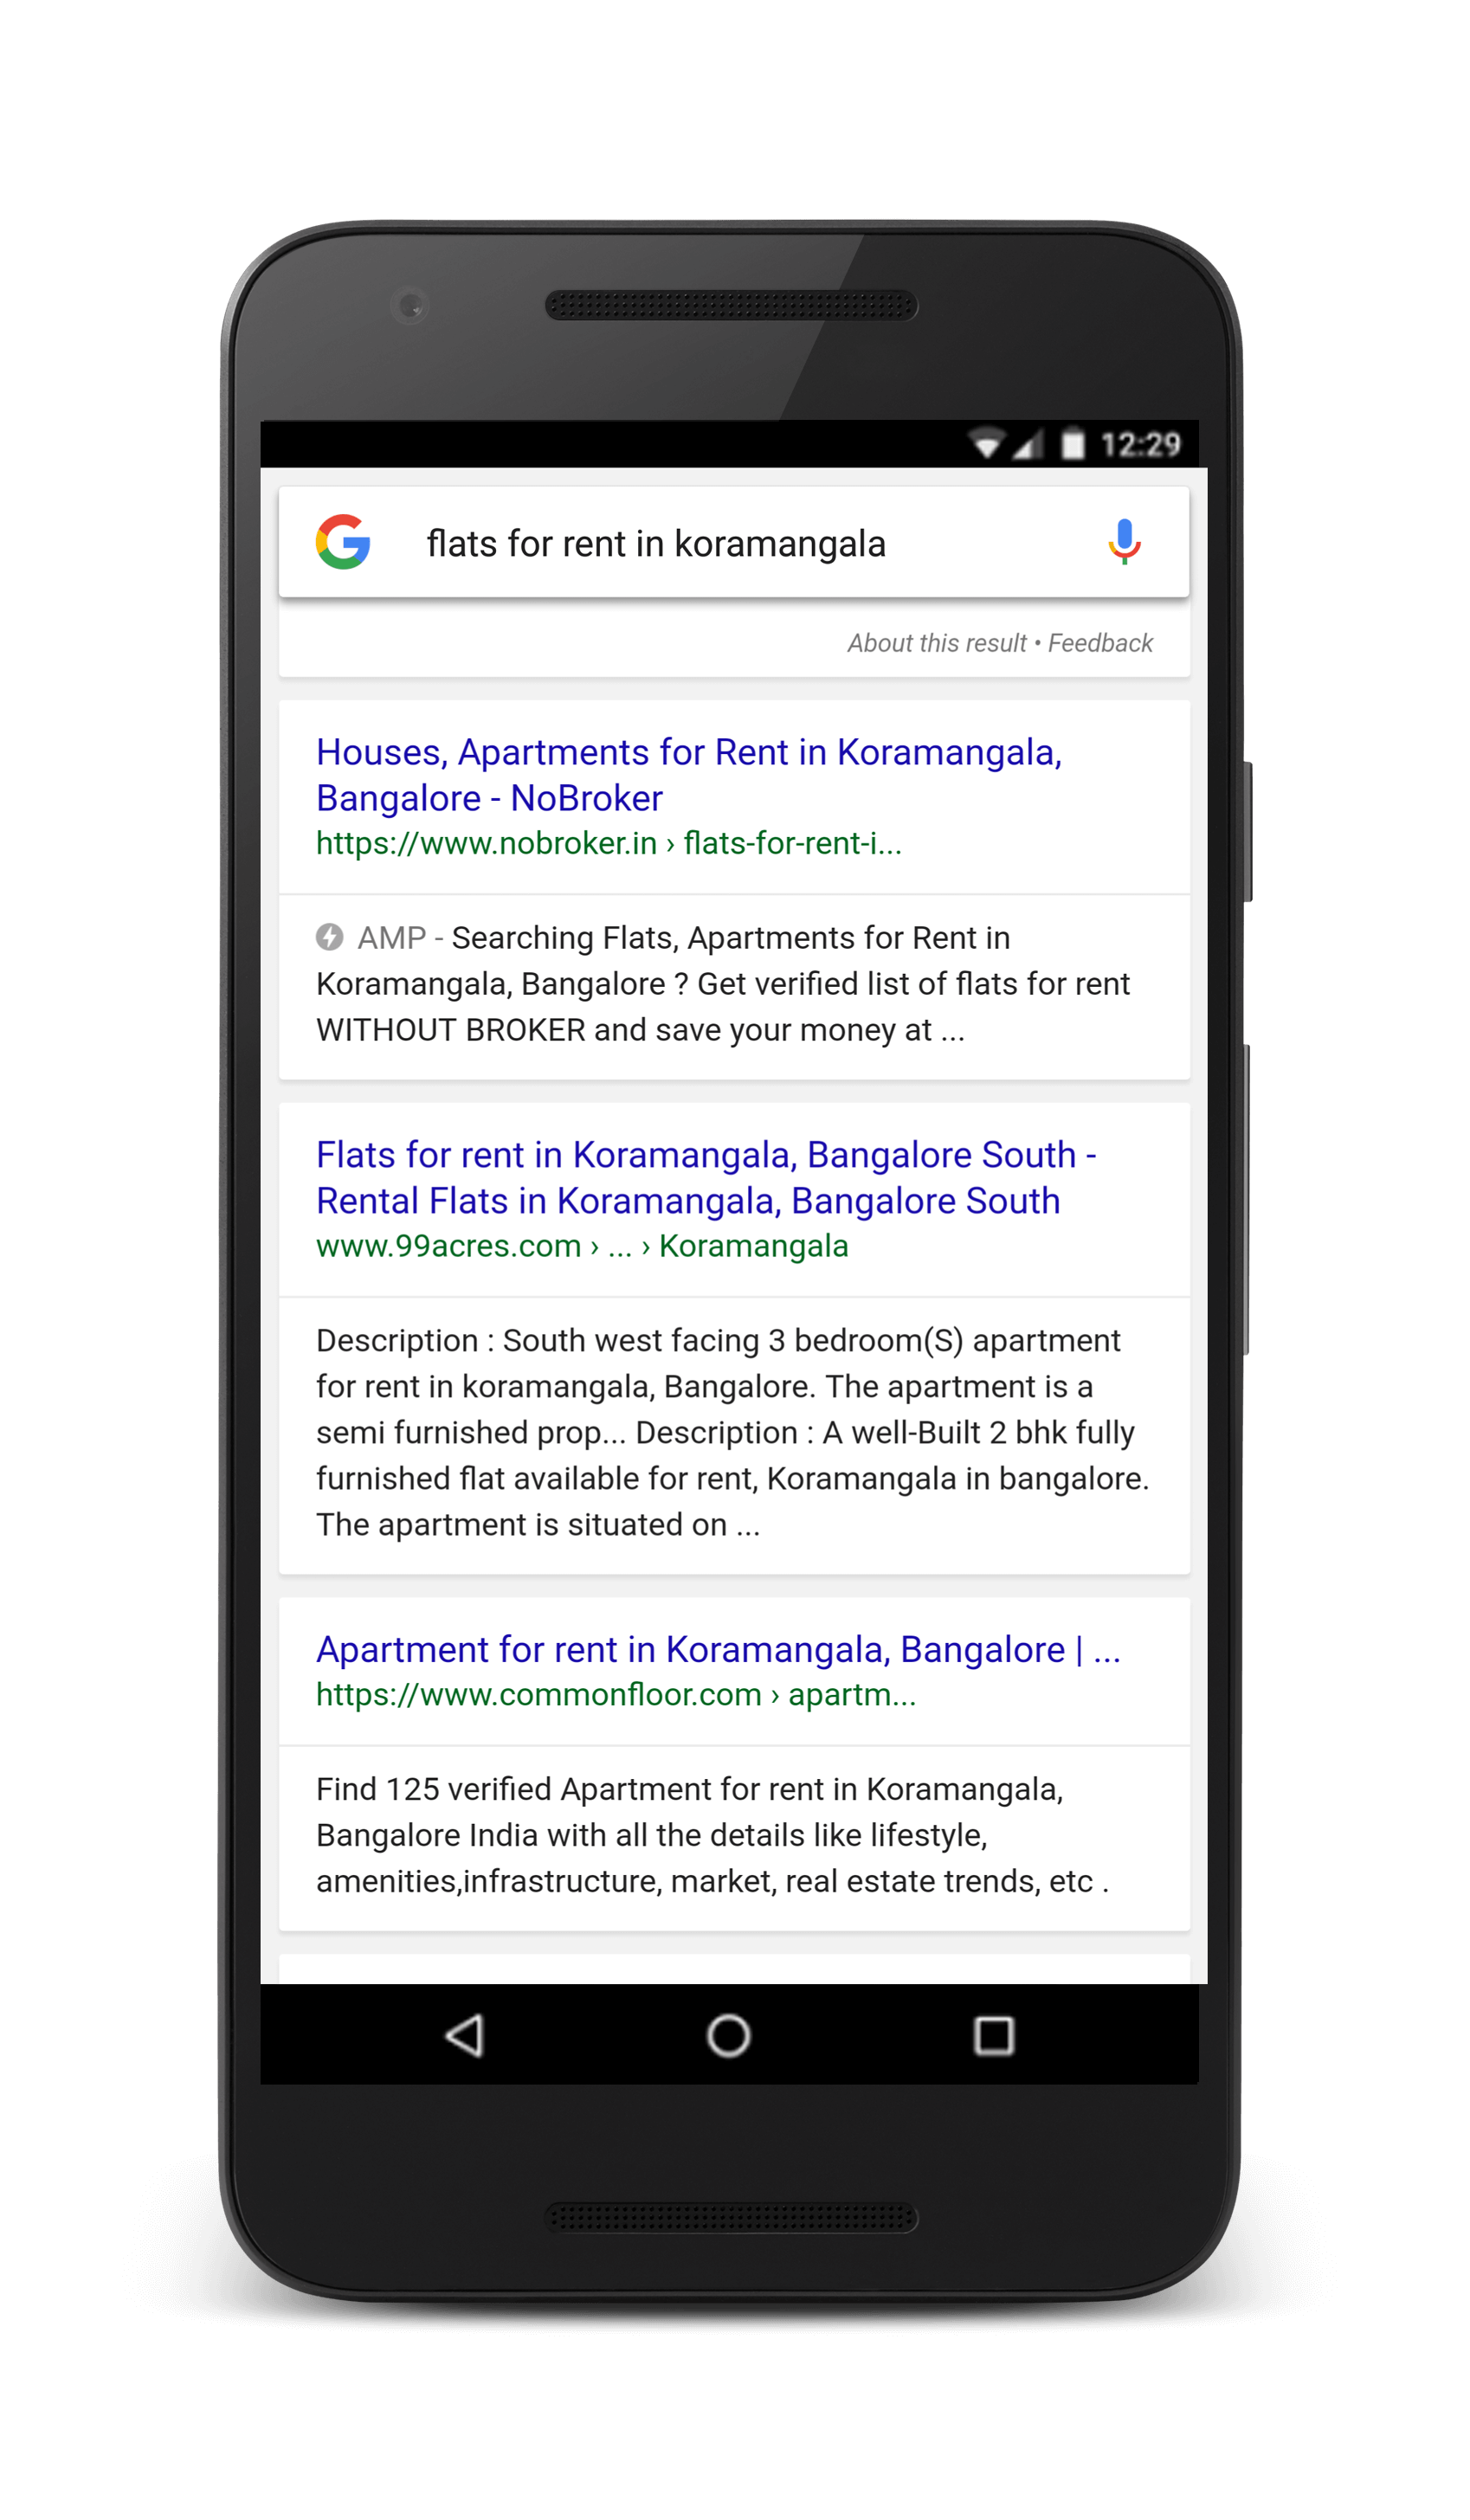 12:29
flats for rent in koramangala
About this result • Feedback
Houses, Apartments for Rent in Koramangala,
Bangalore - NoBroker
https://www.nobroker.in › flats-for-rent-i...
AMP - Searching Flats, Apartments for Rent in
Koramangala, Bangalore ? Get verified list of flats for rent
WITHOUT BROKER and save your money at ...
Flats for rent in Koramangala, Bangalore South -
Rental Flats in Koramangala, Bangalore South
www.99acres.com › ... › Koramangala
Description : South west facing 3 bedroom(S) apartment
for rent in koramangala, Bangalore. The apartment is a
semi furnished prop... Description : A well-Built 2 bhk fully
furnished flat available for rent, Koramangala in bangalore.
The apartment is situated on ...
Apartment for rent in Koramangala, Bangalore | ...
https://www.commonfloor.com › apartm...
Find 125 verified Apartment for rent in Koramangala,
Bangalore India with all the details like lifestyle,
amenities,infrastructure, market, real estate trends, etc .